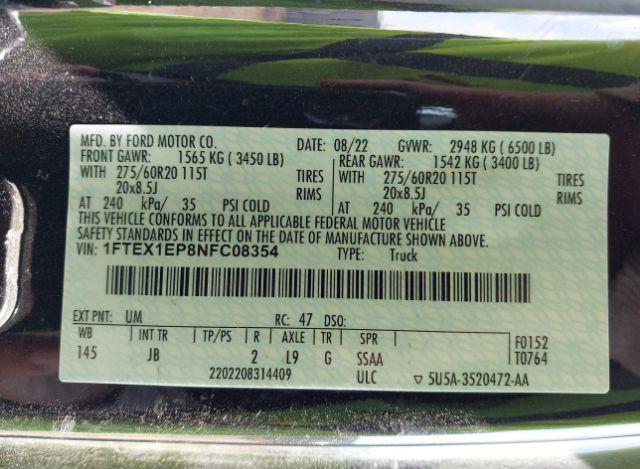 MFD. BY FORD MOTOR CO. DATE: 08/22 GVWR: 2948 KG ( 6500 LB)
FRONT GAWR: 1565 KG ( 3450 LB) REAR GAWR: 1542 KG ( 3400 LB)
WITH 275/60R20 115T TIRES WITH 275/60R20 115T TIRES
20x8.5J RIMS 20x8.5J RIMS
AT 240 kPa/ 35 PSI COLD AT 240 kPa/ 35 PSI COLD
THIS VEHICLE CONFORMS TO ALL APPLICABLE FEDERAL MOTOR VEHICLE
SAFETY STANDARDS IN EFFECT ON THE DATE OF MANUFACTURE SHOWN ABOVE.
VIN: 1FTEX1EP8NFC08354 TYPE: Truck
EXT PNT: UM RC: 47 DSO:
WB INT TR TP/PS R AXLE TR SPR F0152
145 JB 2 L9 G SSAA T0764
2202208314409 ULC ▽ 5U5A-3520472-AA